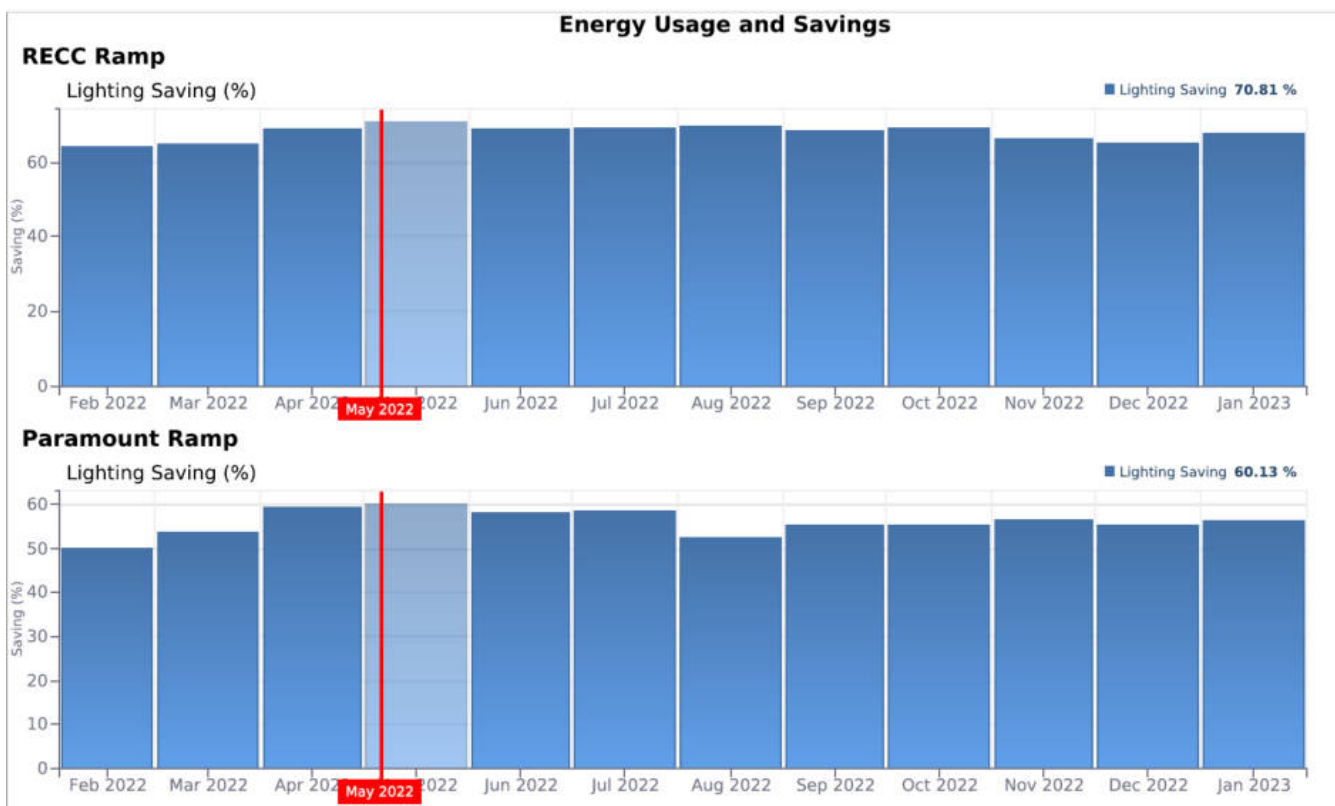 Energy Usage and Savings
RECC Ramp
Lighting Saving (%)
Lighting Saving 70.81 %
Saving (%)
60
40
20
0
Feb 2022 Mar 2022 Apr 202 May 2022 2022 Jun 2022 Jul 2022 Aug 2022 Sep 2022 Oct 2022 Nov 2022 Dec 2022 Jan 2023
Paramount Ramp
Lighting Saving (%)
Lighting Saving 60.13 %
Saving (%)
60
50
40
30
20
10
0
Feb 2022 Mar 2022 Apr 202 May 2022 2022 Jun 2022 Jul 2022 Aug 2022 Sep 2022 Oct 2022 Nov 2022 Dec 2022 Jan 2023